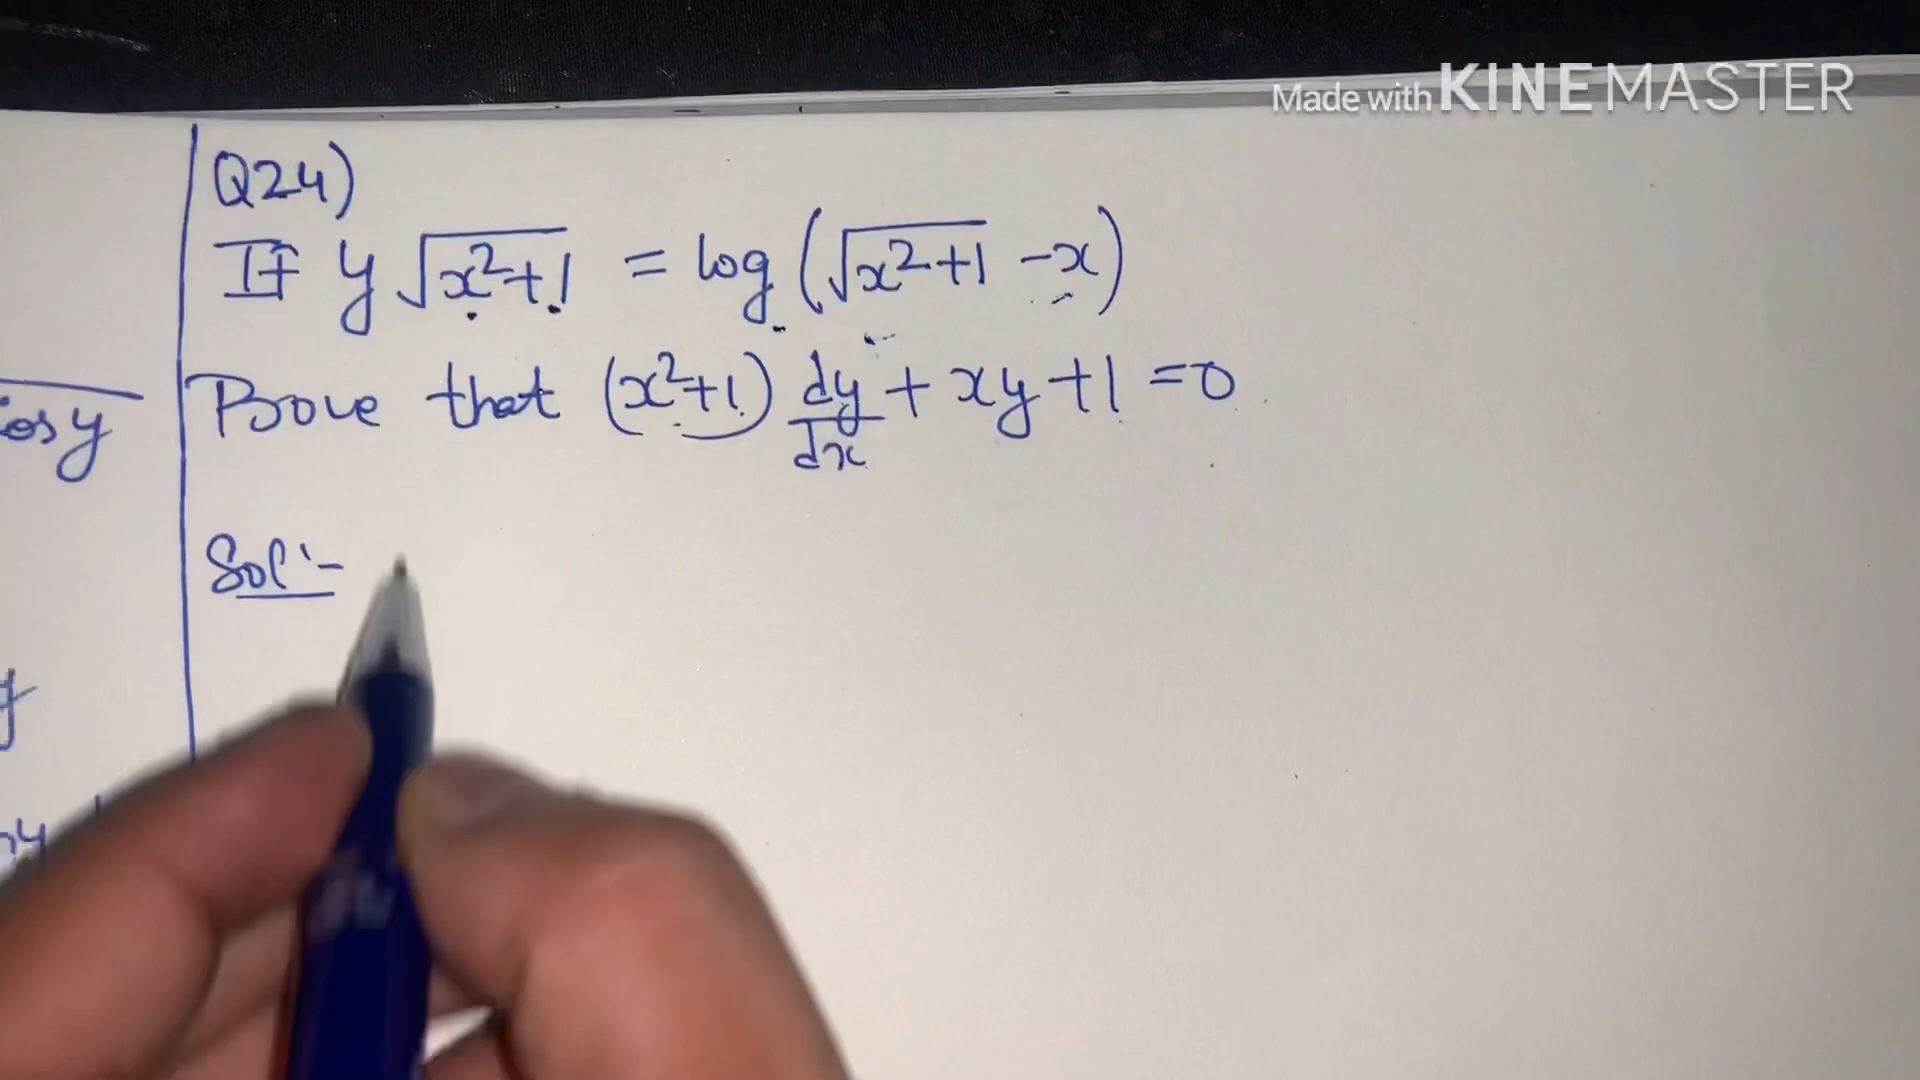 Made with KINEMASTER
Q24)
If y √x²+1 = log (√x²+1 -x)
Prove that (x²+1) dy/dx + xy +1 =0
Sol:-
osy
y